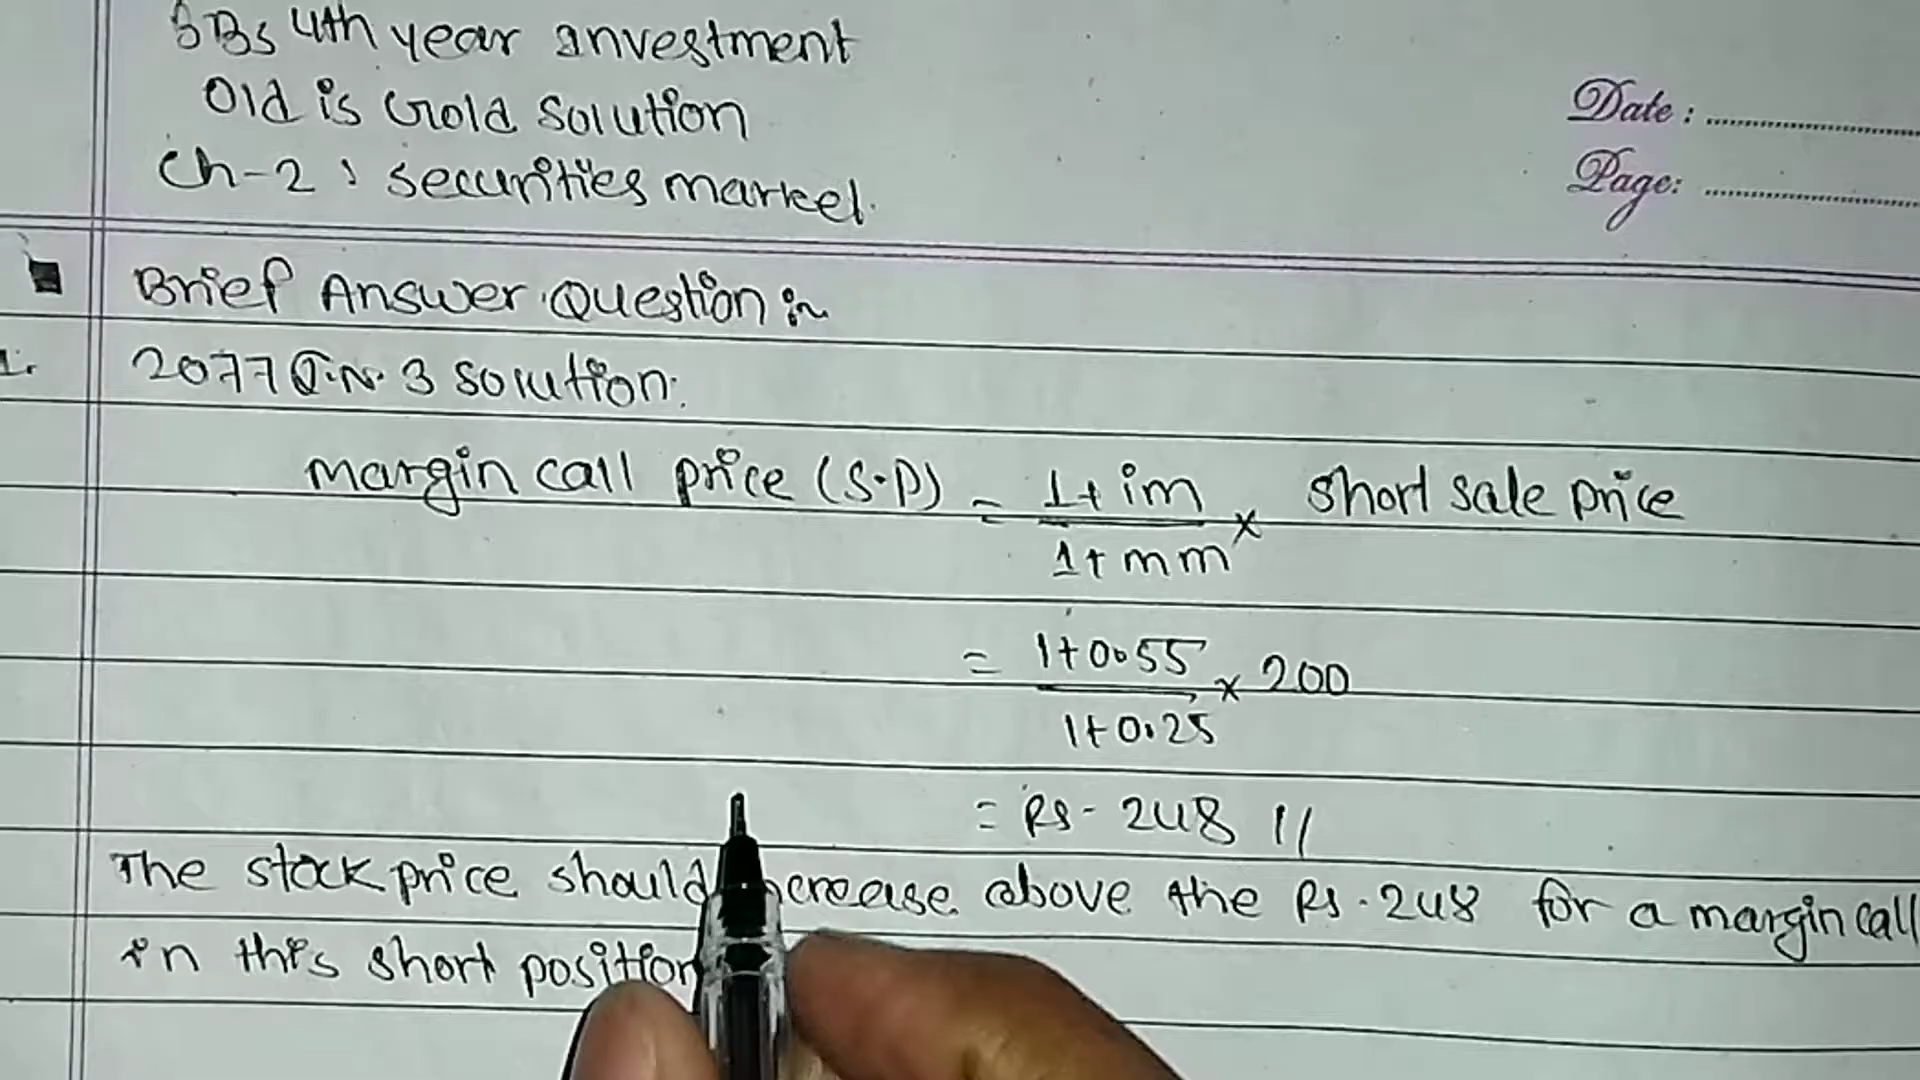 BBs 4th year investment
Old is Gold solution
Ch-2: securities market.
Date: ....................
Page: ....................
Brief Answer Question:~
1. 2077 Q.N. 3 solution:
margin call price (S.P) = 1+im / 1+mm × short sale price
= 1+0.55 / 1+0.25 × 200
= Rs- 248 //
The stock price should increase above the Rs. 248 for a margin call
in this short position